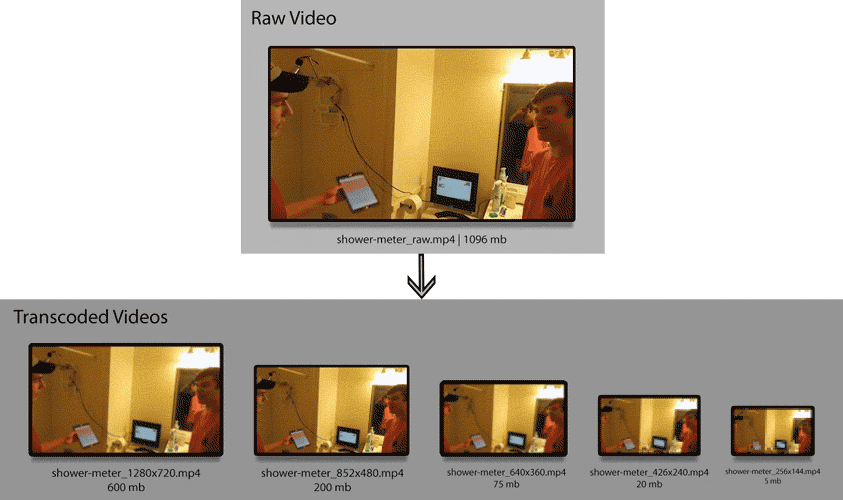 Raw Video
shower-meter_raw.mp4 | 1096 mb
Transcoded Videos
shower-meter_1280x720.mp4
600 mb
shower-meter_852x480.mp4
200 mb
shower-meter_640x360.mp4
75 mb
shower-meter_426x240.mp4
20 mb
shower-meter_256x144.mp4
5 mb